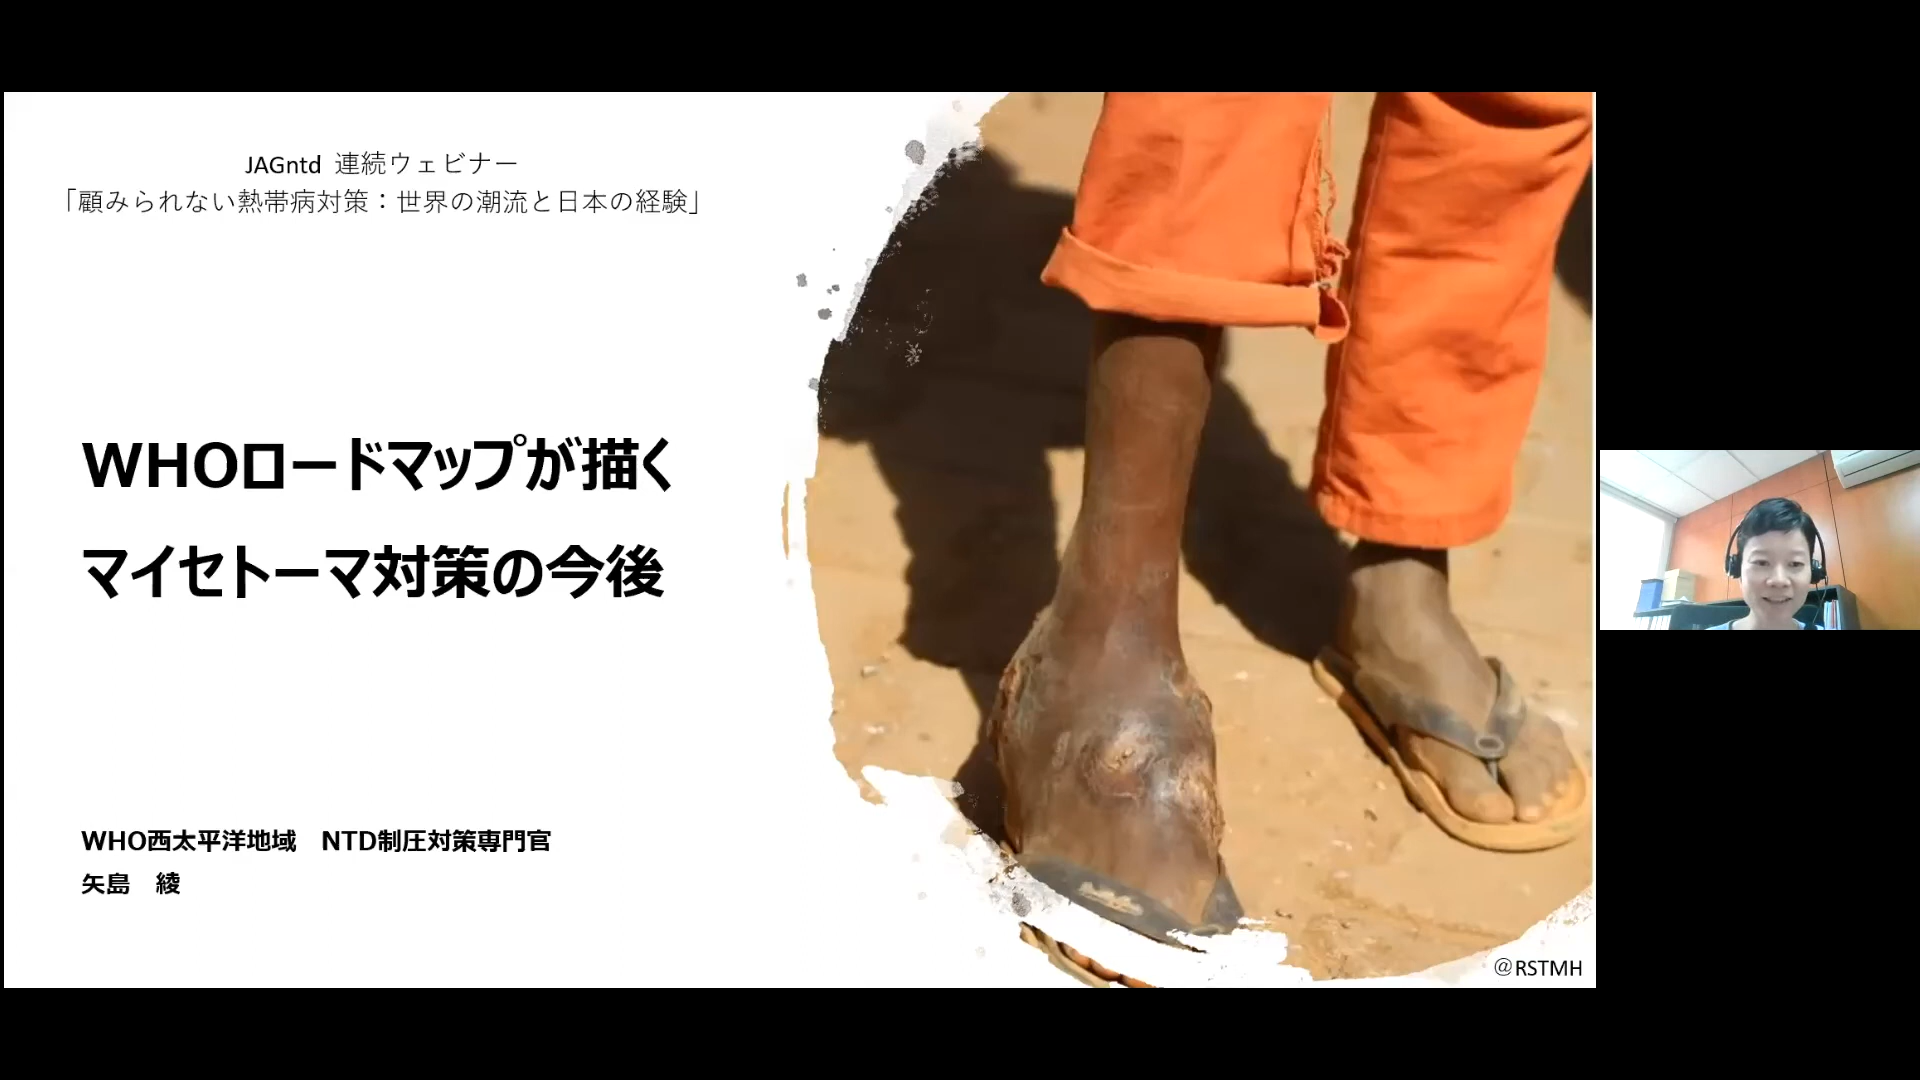 JAGntd 連続ウェビナー
「顧みられない熱帯病対策：世界の潮流と日本の経験」
WHOロードマップが描く
マイセトーマ対策の今後
WHO西太平洋地域　NTD制圧対策専門官
矢島　綾
@RSTMH